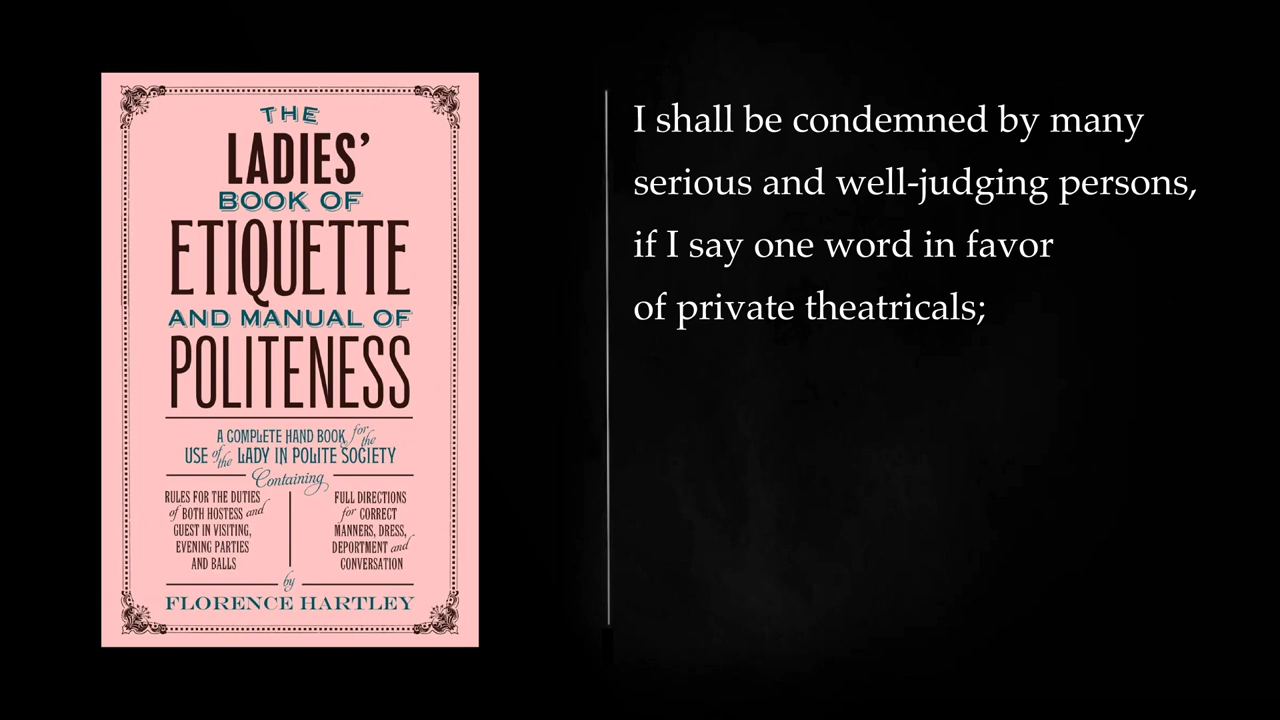 THE
LADIES'
BOOK OF
ETIQUETTE
AND MANUAL OF
POLITENESS
A COMPLETE HAND BOOK for the
USE of the LADY IN POLITE SOCIETY
Containing
RULES FOR THE DUTIES
of BOTH HOSTESS and
GUEST IN VISITING,
EVENING PARTIES
AND BALLS
FULL DIRECTIONS
for CORRECT
MANNERS, DRESS,
DEPORTMENT and
CONVERSATION
by
FLORENCE HARTLEY
I shall be condemned by many
serious and well-judging persons,
if I say one word in favor
of private theatricals;